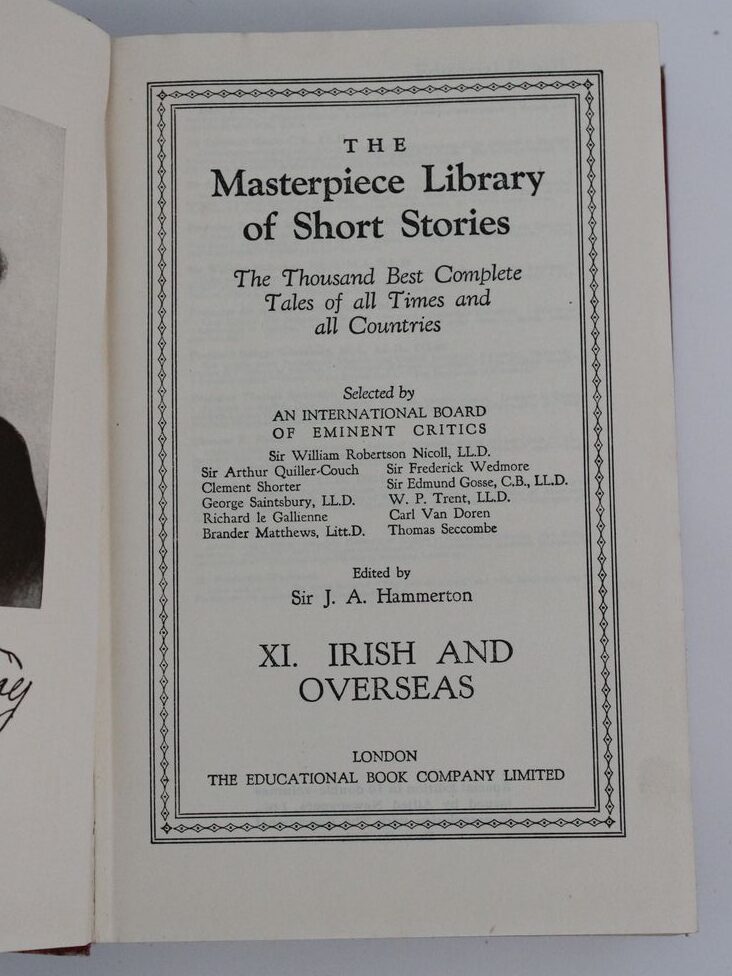 THE
Masterpiece Library
of Short Stories
The Thousand Best Complete
Tales of all Times and
all Countries
Selected by
AN INTERNATIONAL BOARD
OF EMINENT CRITICS
Sir William Robertson Nicoll, LL.D.
Sir Arthur Quiller-Couch
Clement Shorter
George Saintsbury, LL.D.
Richard le Gallienne
Brander Matthews, Litt.D.
Sir Frederick Wedmore
Sir Edmund Gosse, C.B., LL.D.
W. P. Trent, LL.D.
Carl Van Doren
Thomas Seccombe
Edited by
Sir J. A. Hammerton
XI. IRISH AND
OVERSEAS
LONDON
THE EDUCATIONAL BOOK COMPANY LIMITED